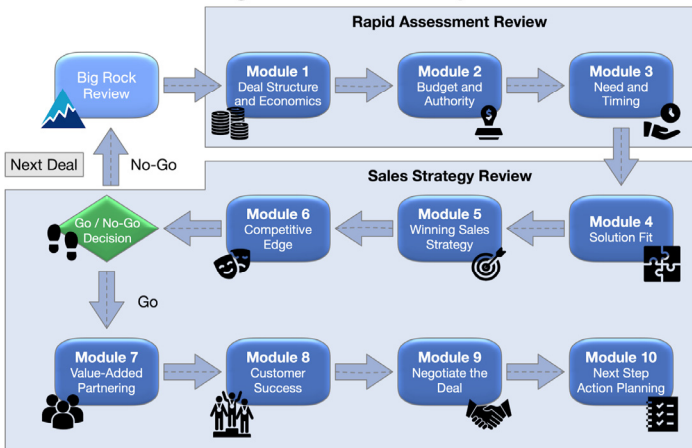 Rapid Assessment Review
Big Rock
Review
Module 1
Deal Structure
and Economics
Module 2
Budget and
Authority
Module 3
Need and
Timing
Next Deal
No-Go
Sales Strategy Review
Go / No-Go
Decision
Module 6
Competitive
Edge
Module 5
Winning Sales
Strategy
Module 4
Solution Fit
Go
Module 7
Value-Added
Partnering
Module 8
Customer
Success
Module 9
Negotiate the
Deal
Module 10
Next Step
Action Planning